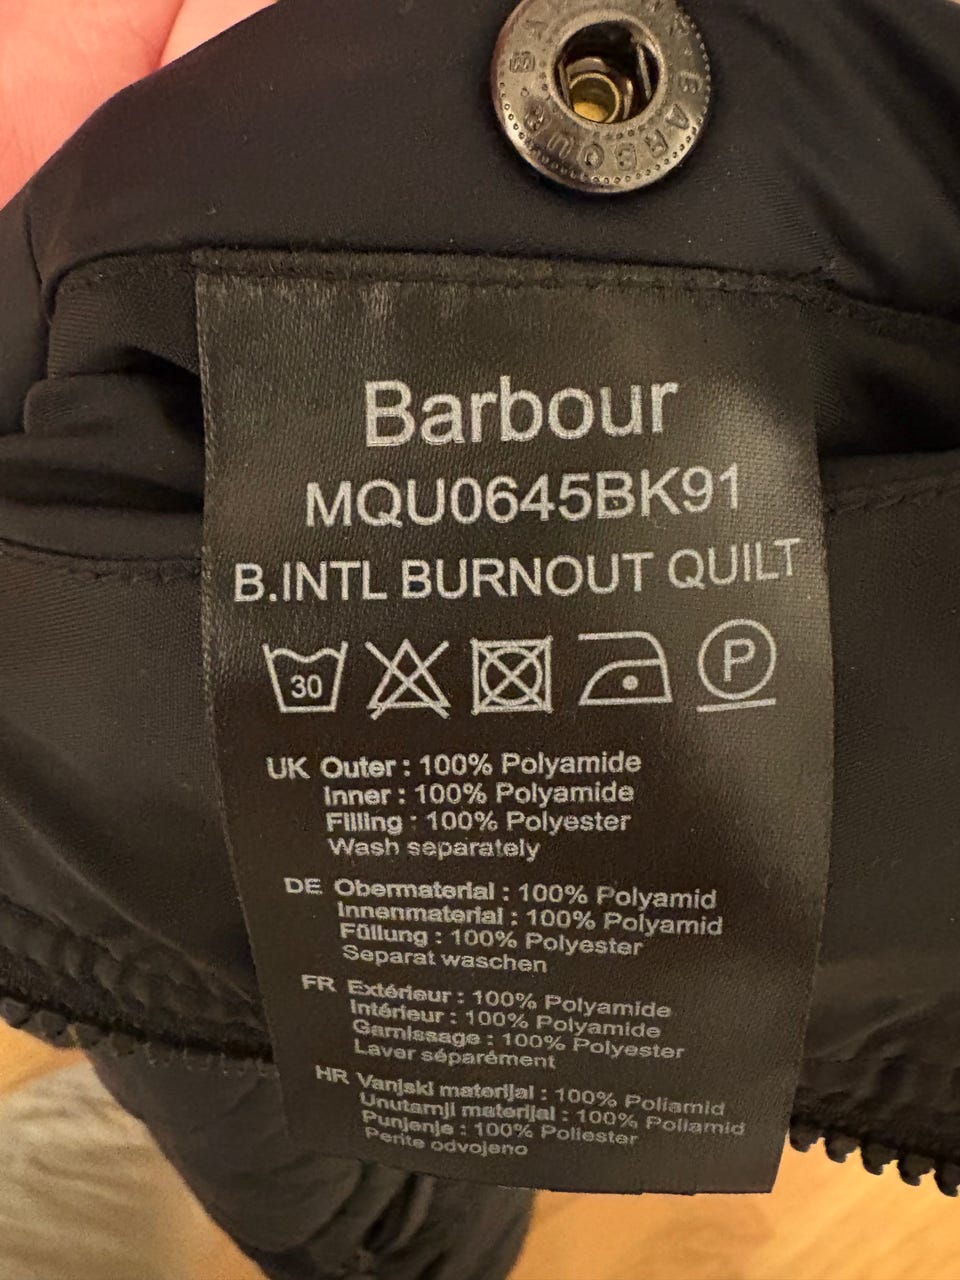 BARBOUR
Barbour
MQU0645BK91
B.INTL BURNOUT QUILT
30
P
UK Outer : 100% Polyamide
Inner : 100% Polyamide
Filling : 100% Polyester
Wash separately
DE Obermaterial : 100% Polyamid
Innenmaterial : 100% Polyamid
Füllung : 100% Polyester
Separat waschen
FR Extérieur : 100% Polyamide
Intérieur : 100% Polyamide
Garnissage : 100% Polyester
Laver séparément
HR Vanjski materijal : 100% Poliamid
Unutarnji materijal : 100% Poliamid
Punjenje : 100% Poliester
Perite odvojeno